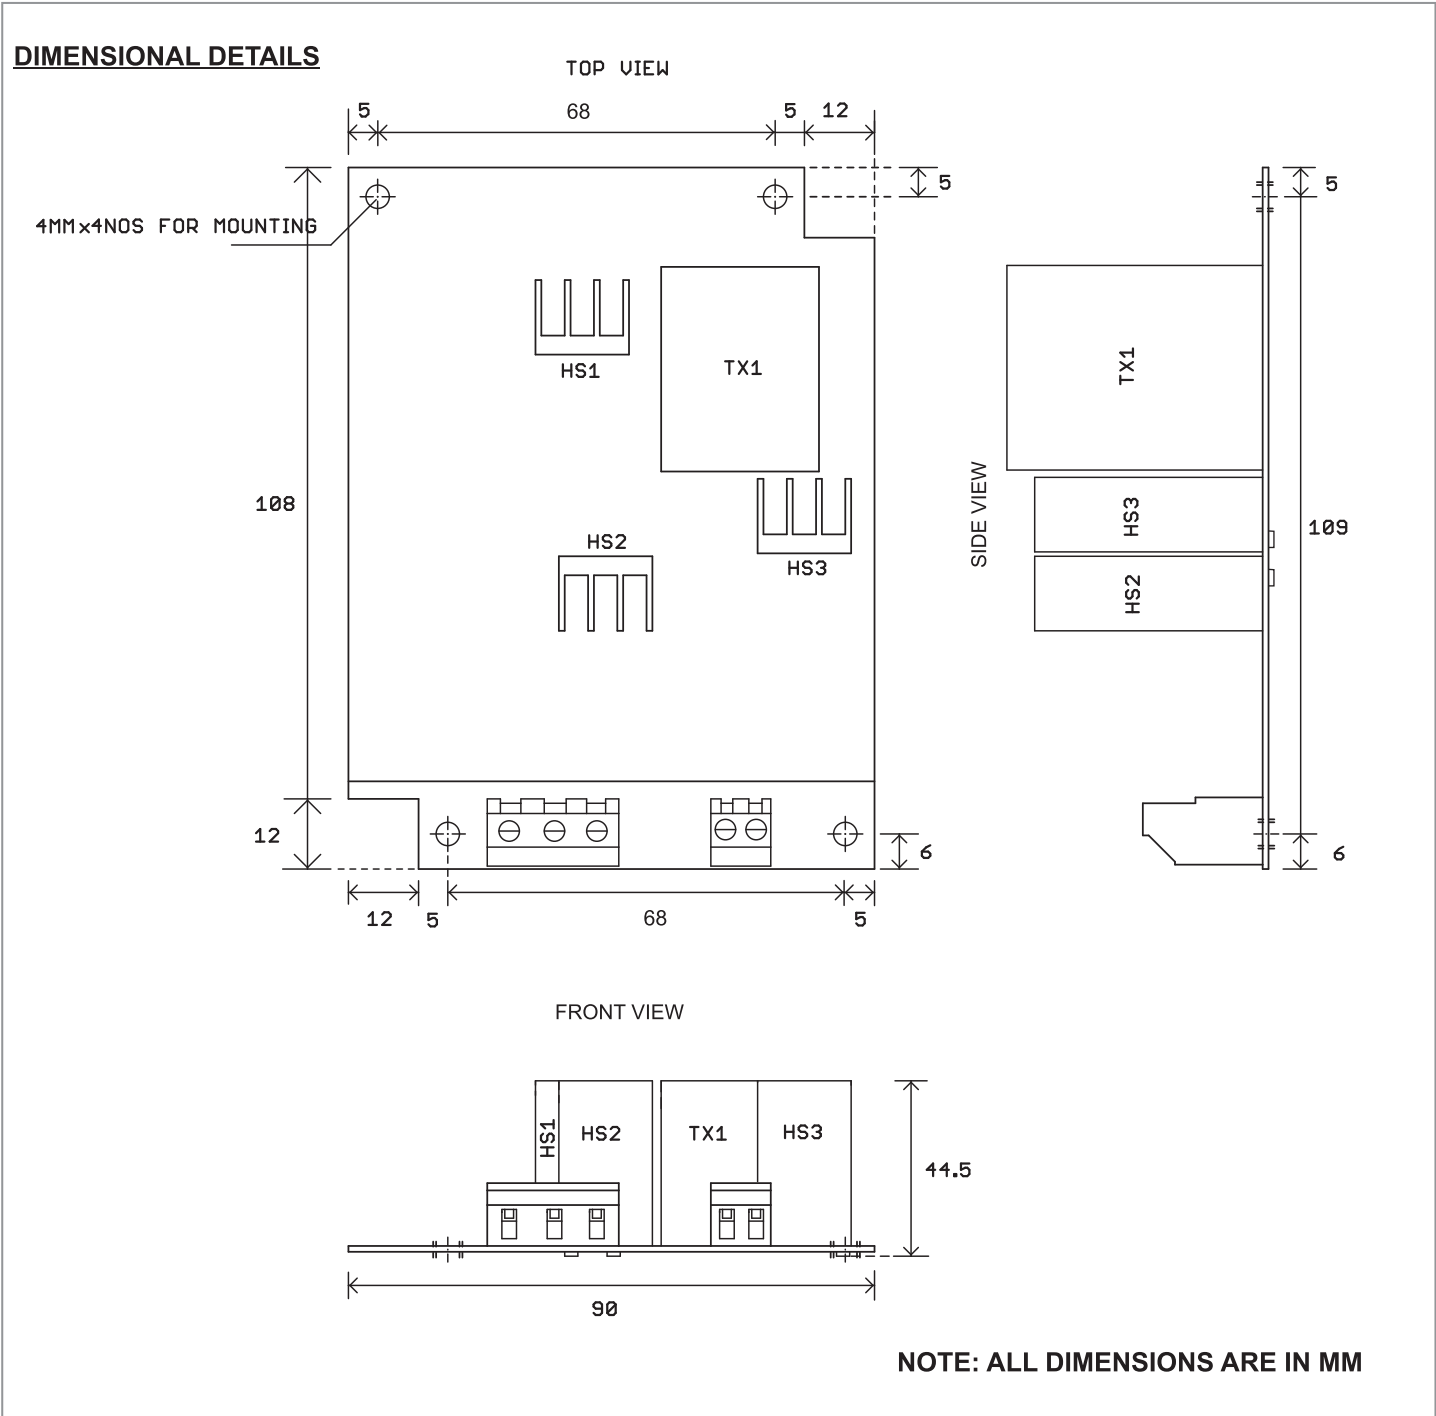 DIMENSIONAL DETAILS
TOP VIEW
5 68 5 12
5
5
4MMx4NOS FOR MOUNTING
HS1
TX1
TX1
108
SIDE VIEW
HS3
109
HS2
HS3
HS2
12
6
6
12 5 68 5
FRONT VIEW
HS1
HS2
TX1
HS3
44.5
90
NOTE: ALL DIMENSIONS ARE IN MM